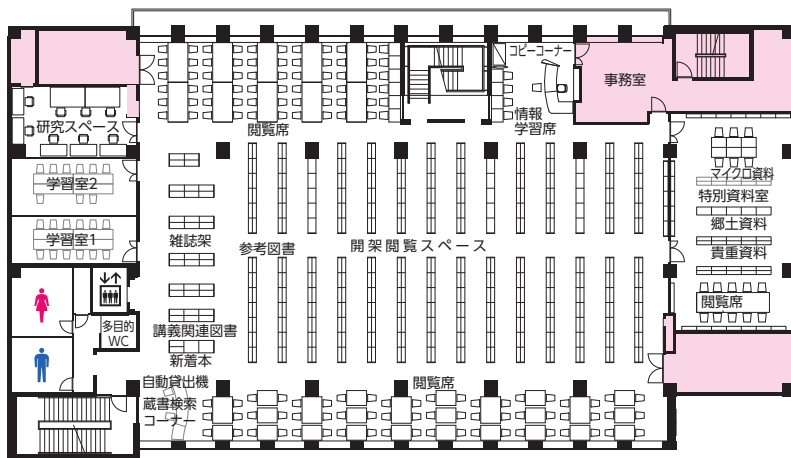 コピーコーナー
事務室
研究スペース
閲覧席
情報
学習席
マイクロ資料
学習室2
特別資料室
郷土資料
学習室1
雑誌架
参考図書
開架閲覧スペース
貴重資料
閲覧席
多目的
WC
講義関連図書
新着本
自動貸出機
閲覧席
蔵書検索
コーナー